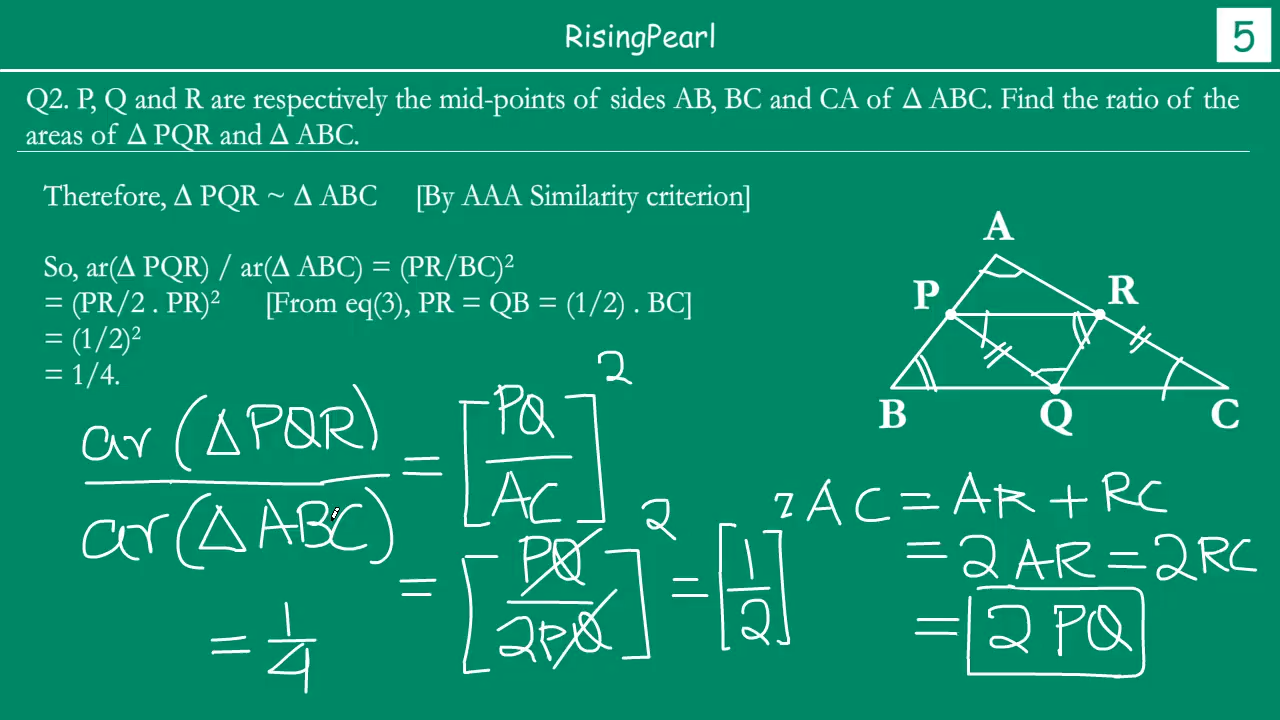 RisingPearl
5
Q2. P, Q and R are respectively the mid-points of sides AB, BC and CA of Δ ABC. Find the ratio of the
areas of Δ PQR and Δ ABC.
Therefore, Δ PQR ~ Δ ABC [By AAA Similarity criterion]
So, ar(Δ PQR) / ar(Δ ABC) = (PR/BC)²
= (PR/2 . PR)² [From eq(3), PR = QB = (1/2) . BC]
= (1/2)²
= 1/4.
A
P
R
B
Q
C
ar (Δ PQR) / ar (Δ ABC) = [PQ / AC]²
= [PQ / 2PQ]² = [1 / 2]²
= 1/4
AC = AR + RC
= 2 AR = 2 RC
= 2 PQ